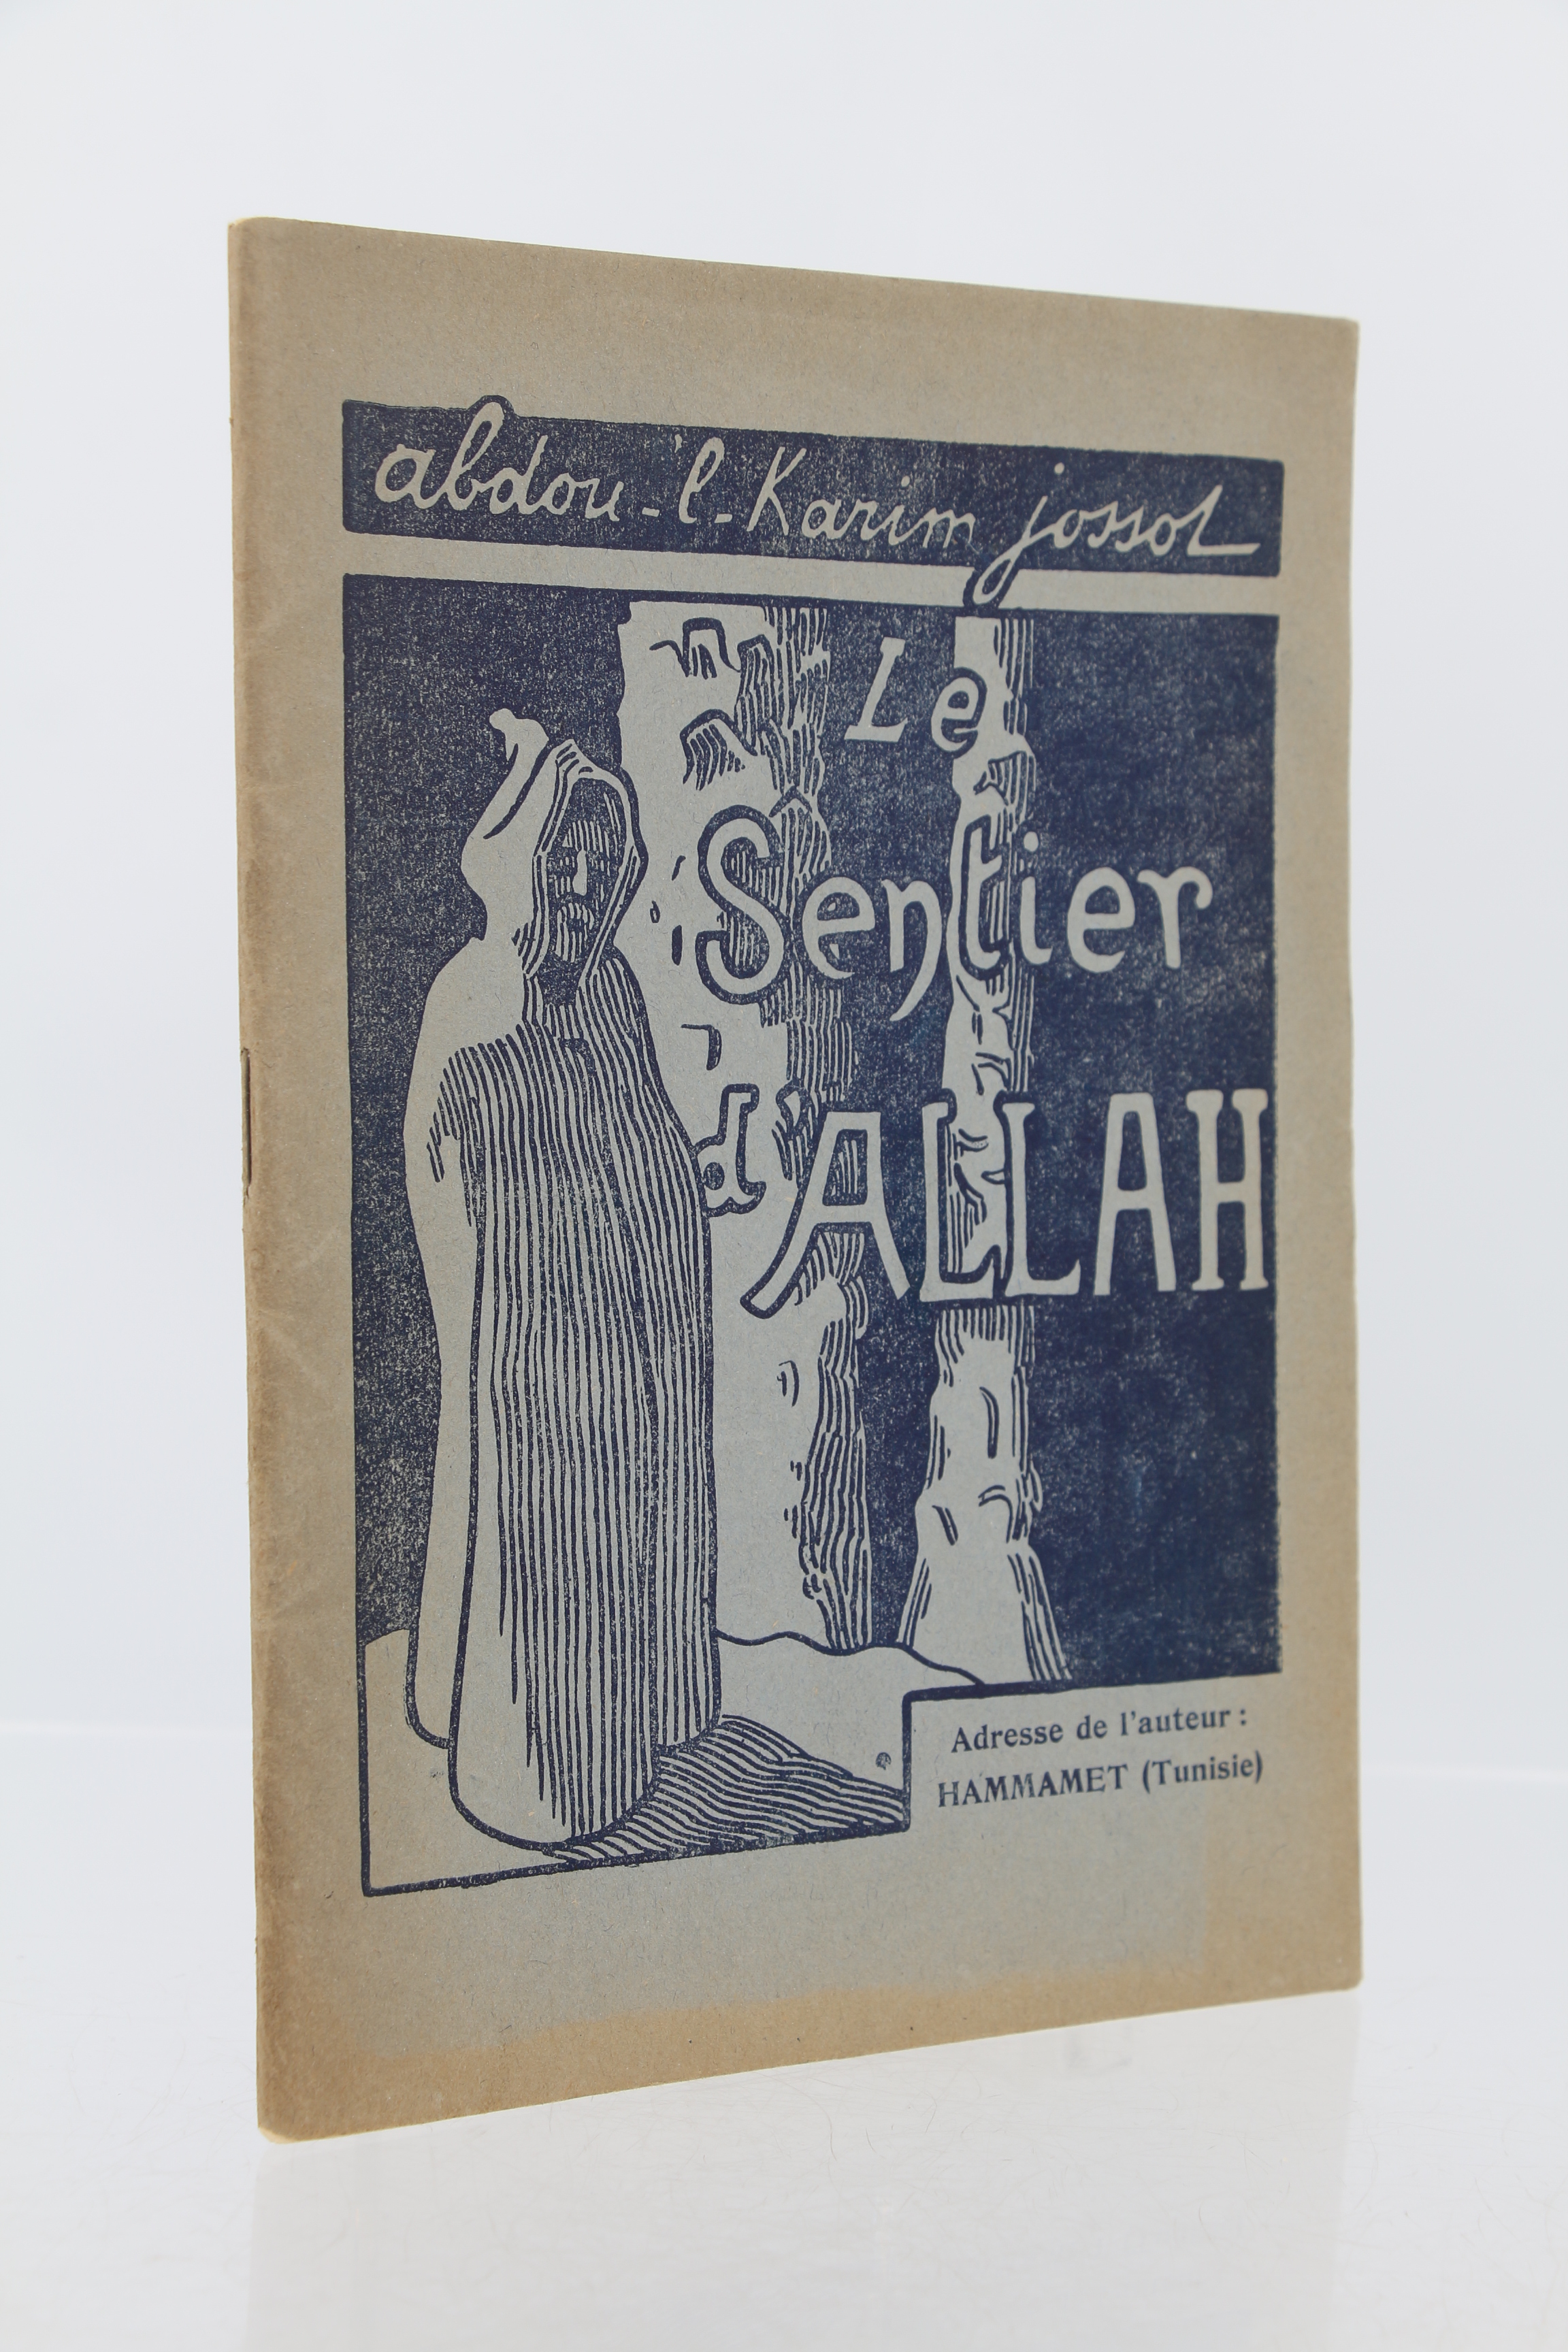 abdou-'l-Karim jossot
Le
Sentier
d'ALLAH
Adresse de l'auteur :
HAMMAMET (Tunisie)